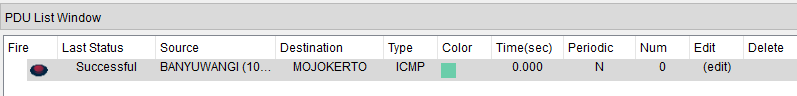 PDU List Window
Fire Last Status Source Destination Type Color Time(sec) Periodic Num Edit Delete
Successful BANYUWANGI (10... MOJOKERTO ICMP 0.000 N 0 (edit)